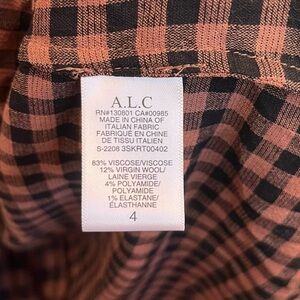 A.L.C
RN#130801 CA#00985
MADE IN CHINA OF
ITALIAN FABRIC
FABRIQUÉ EN CHINE
DE TISSU ITALIEN
S-2208 3SKRT00402
83% VISCOSE/VISCOSE
12% VIRGIN WOOL/
LAINE VIERGE
4% POLYAMIDE/
POLYAMIDE
1% ELASTANE/
ÉLASTHANNE
4